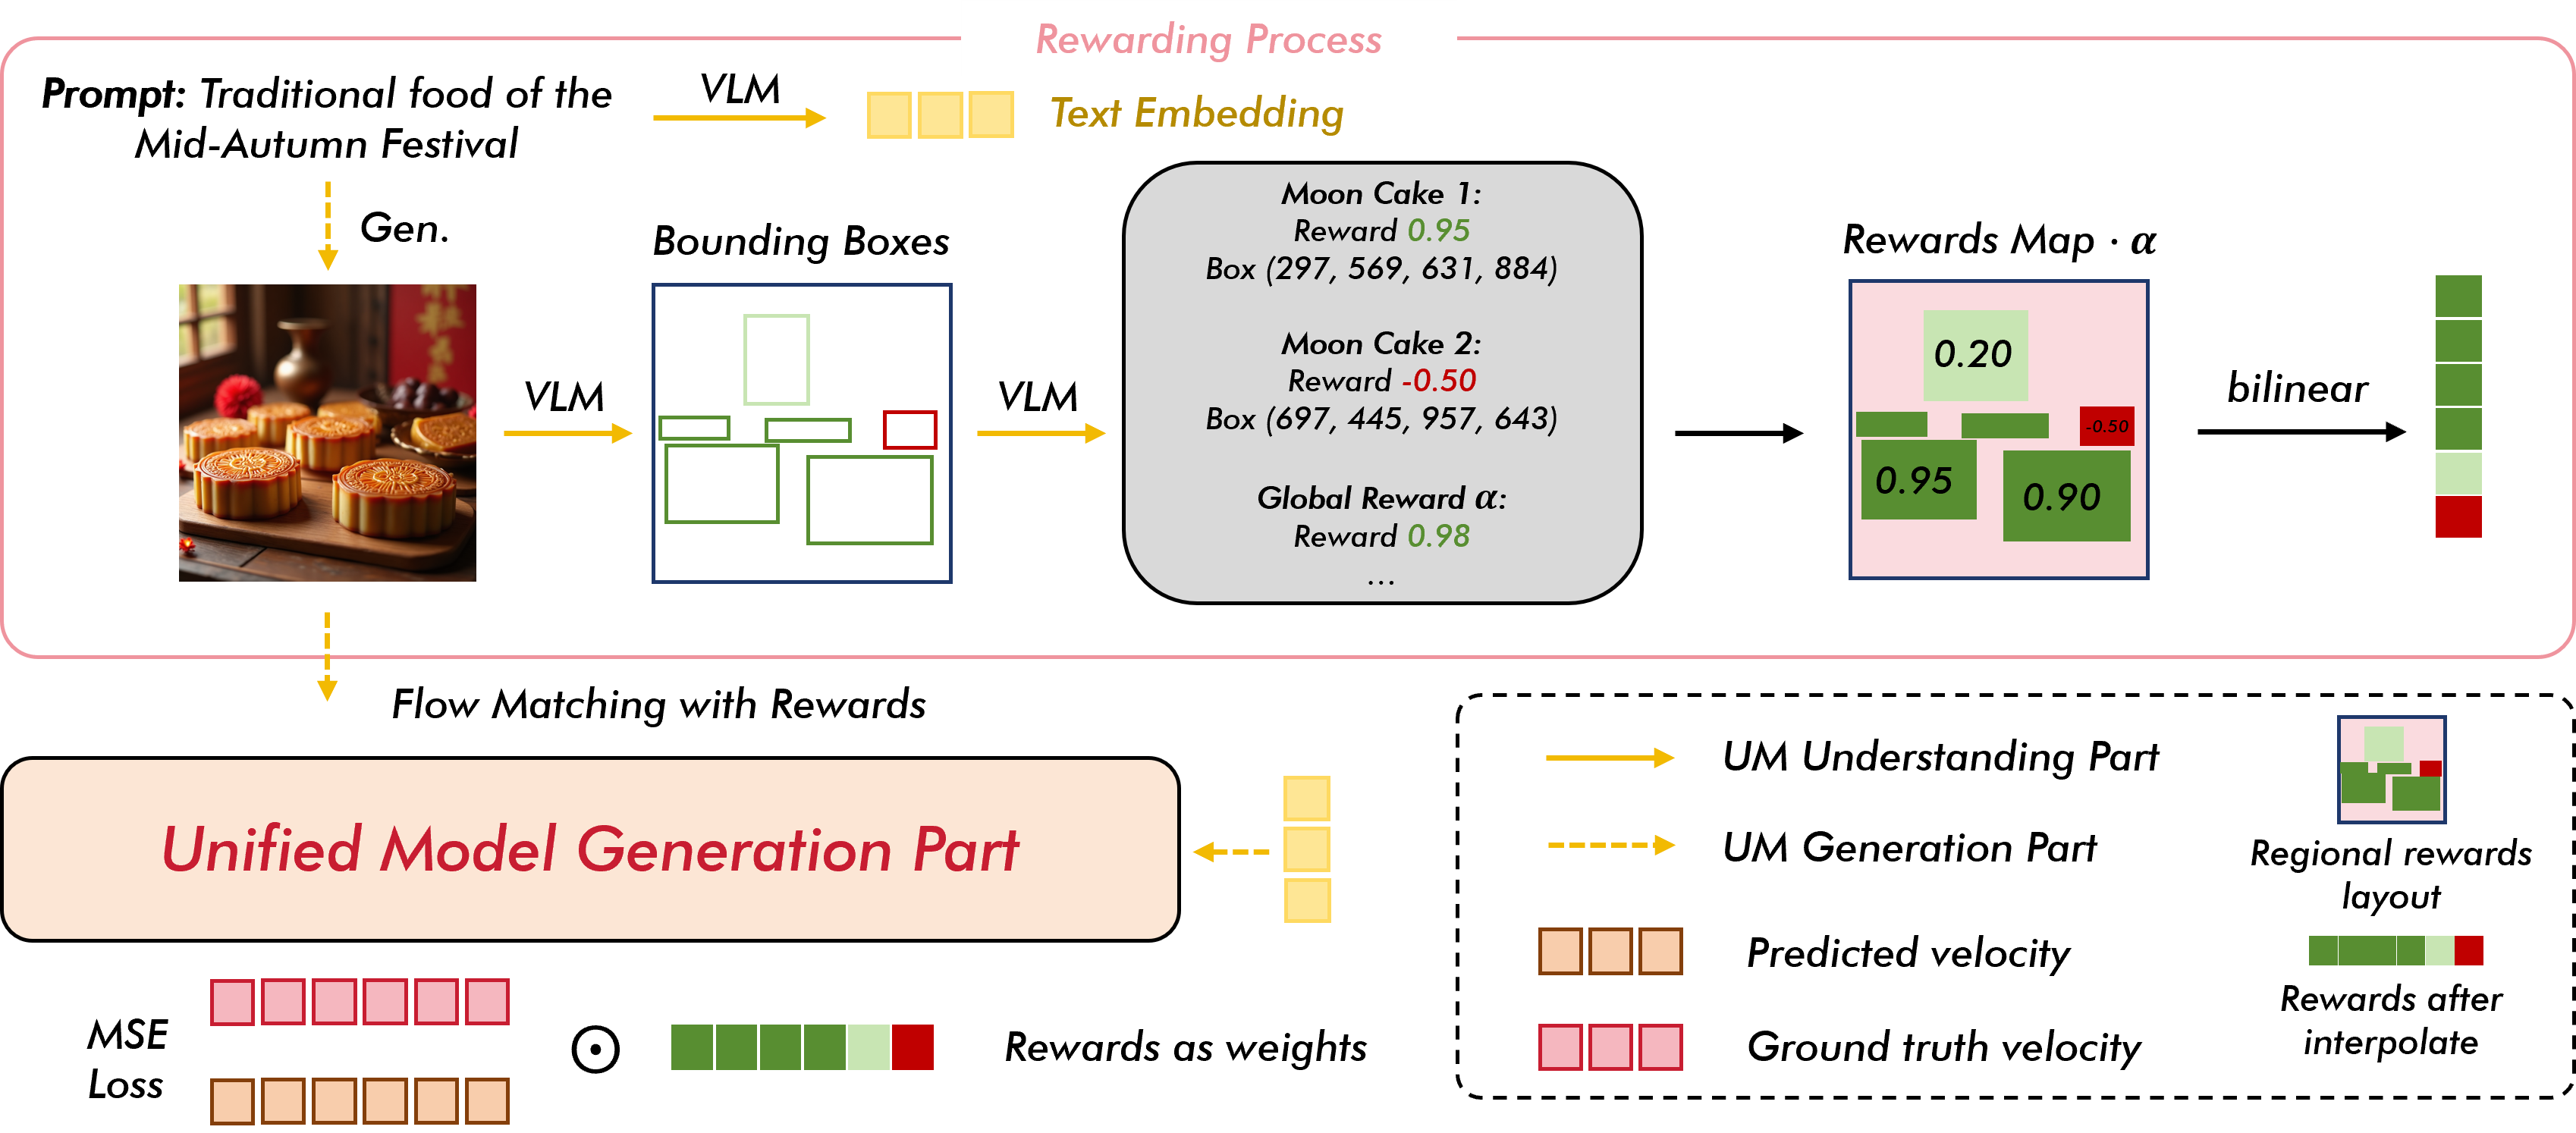 Rewarding Process
Prompt: Traditional food of the
Mid-Autumn Festival
VLM
Text Embedding
Gen.
Bounding Boxes
VLM
VLM
Moon Cake 1:
Reward 0.95
Box (297, 569, 631, 884)
Moon Cake 2:
Reward -0.50
Box (697, 445, 957, 643)
Global Reward α:
Reward 0.98
...
Rewards Map · α
0.20
-0.50
0.95
0.90
bilinear
Flow Matching with Rewards
Unified Model Generation Part
MSE
Loss
Rewards as weights
UM Understanding Part
UM Generation Part
Predicted velocity
Ground truth velocity
Regional rewards
layout
Rewards after
interpolate